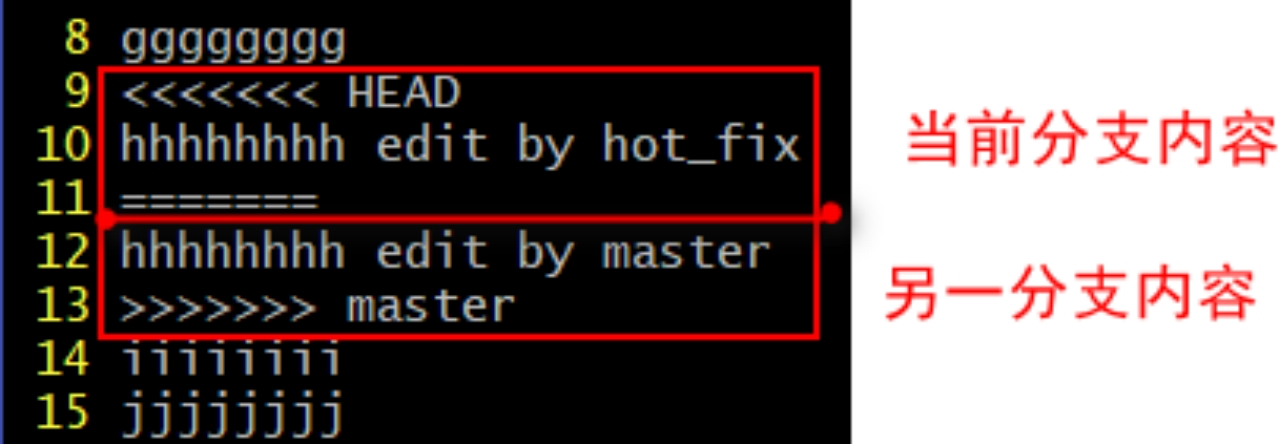 8 gggggggg
9 <<<<<<< HEAD
10 hhhhhhhh edit by hot_fix
当前分支内容
11 =======
12 hhhhhhhh edit by master
另一分支内容
13 >>>>>>> master
14 iiiiiiii
15 jjjjjjjj